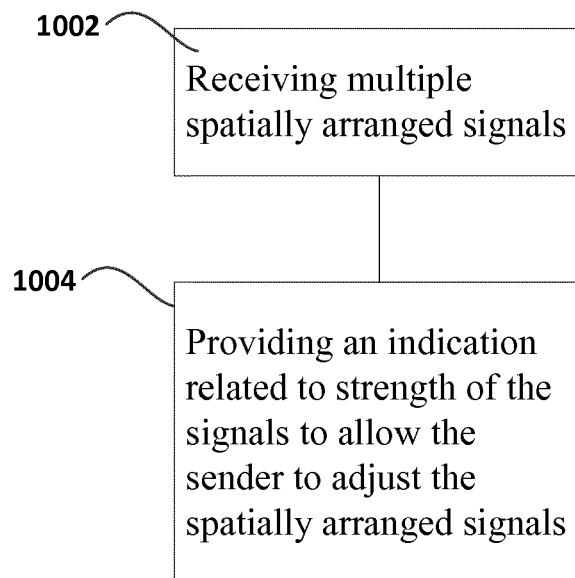 1002
Receiving multiple
spatially arranged signals
1004
Providing an indication
related to strength of the
signals to allow the
sender to adjust the
spatially arranged signals